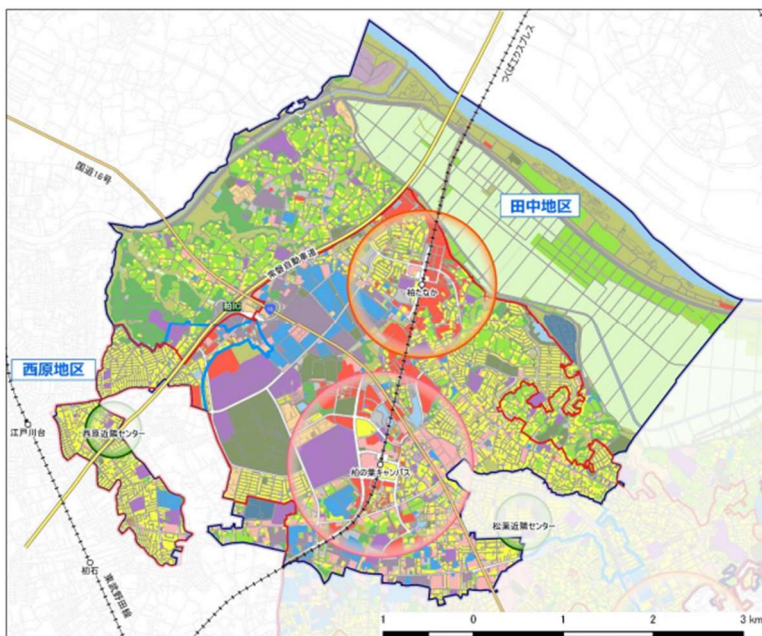 つくばエクスプレス
国道16号
田中地区
常磐自動車道
柏たなか
柏IC
16
西原地区
江戸川台
西原近隣センター
柏の葉キャンパス
松葉近隣センター
初石
東武野田線
1 0 1 2 3 km